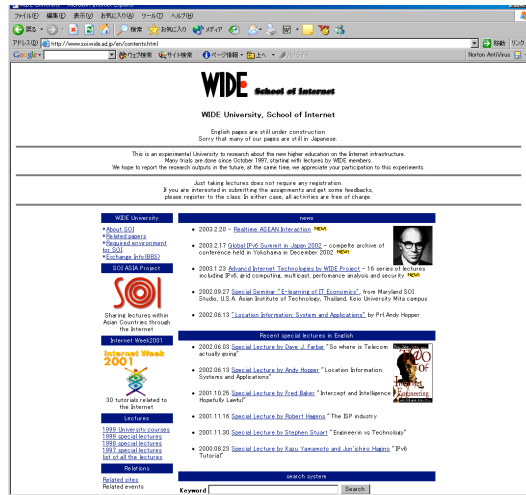 ファイル(F) 編集(E) 表示(V) お気に入り(A) ツール(T) ヘルプ(H)
戻る 検索 お気に入り メディア
アドレス(D) http://www.soi.wide.ad.jp/en/contents.html 移動 リンク
Google ウェブ検索 サイト検索 ページ情報 上へ Norton AntiVirus
WIDE School of Internet
WIDE University, School of Internet
English pages are still under construction
Sorry that many of our pages are still in Japanese.
This is an experimental University to research about the new higher education on the Internet infrastructure.
Many trials are done since October 1997, starting with lectures by WIDE members.
We hope to report the research outputs in the future, at the same time, we appreciate your participation to this experiments.
Just taking lectures does not require any registration.
If you are interested in submitting the assignments and get some feedbacks,
please register to the class. In either case, all activities are free of change.
WIDE University
*About SOI
*Related papers
*Required environment
for SOI
*Exchange Info(BBS)
SOI ASIA Project
SOI
Sharing lectures within
Asian Countries through
the Internet
Internet Week2001
Internet Week
2001
30 tutorials related to
the Internet
Lectures
1999 University courses
1999 special lectures
1998 special lectures
1997 special lectures
list of all the lectures
Relations
Related sites
Related events
news
2003.2.20 - Realtime ASEAN Interaction NEW!
2003.2.17 Global IPv6 Summit in Japan 2002 - compelte archive of
conference held in Yokohama in December 2002 NEW!
2003.1.23 Advancd Internet Technologies by WIDE Project - 16 series of lectures
including IPv6, grid computing, multicast, perfomance analysis and security NEW!
2002.09.27 Special Seminar "E-learning of IT Economics", from Maryland SOI
Studio, U.S.A. Asian Institute of Technology, Thailand, Keio University Mita campus
2002.06.13 "Location Information: System and Applications" by Prf.Andy Hopper
Recent special lectures in English
2002.06.03 Special Lecture by Dave J. Farbar "So where is Telecom
actually going"
2002.06.13 Special Lecture by Andy Hopper "Location Information:
Systems and Applications"
2001.10.25 Special Lecture by Fred Baker "Intercept and Intelligence
Hopefully Lawful"
2001.11.16 Special Lecture by Robert Hagens "The ISP industry
2001.11.30 Special Lecture by Stephen Stuart "Engineerin vs Technology"
2000.08.23 Special Lecture by Kazu Yamamoto and Jun'ichiro Hagino "IPv6
Tutorial"
search system
Keyword Search